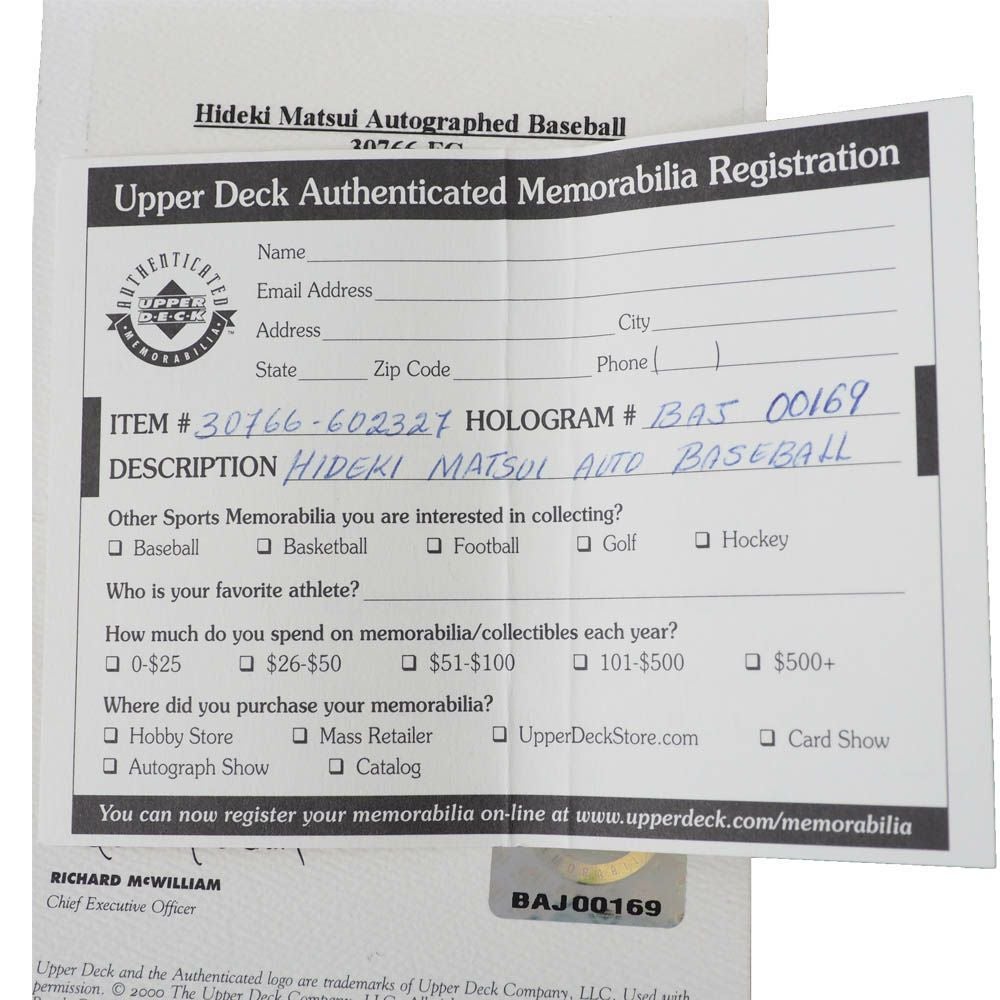 Hideki Matsui Autographed Baseball
30766 EG
Upper Deck Authenticated Memorabilia Registration
AUTHENTICATED
UPPER
D·E·C·K
MEMORABILIA
TM
Name
Email Address
Address City
State Zip Code Phone ( )
ITEM # 30766-602327 HOLOGRAM # BAJ 00169
DESCRIPTION HIDEKI MATSUI AUTO BASEBALL
Other Sports Memorabilia you are interested in collecting?
❑ Baseball ❑ Basketball ❑ Football ❑ Golf ❑ Hockey
Who is your favorite athlete?
How much do you spend on memorabilia/collectibles each year?
❑ 0-$25 ❑ $26-$50 ❑ $51-$100 ❑ 101-$500 ❑ $500+
Where did you purchase your memorabilia?
❑ Hobby Store ❑ Mass Retailer ❑ UpperDeckStore.com ❑ Card Show
❑ Autograph Show ❑ Catalog
You can now register your memorabilia on-line at www.upperdeck.com/memorabilia
RICHARD McWILLIAM
Chief Executive Officer
BAJ00169
Upper Deck and the Authenticated logo are trademarks of Upper Deck Company, LLC. Used with
permission. © 2000 The Upper Deck Company, LLC.